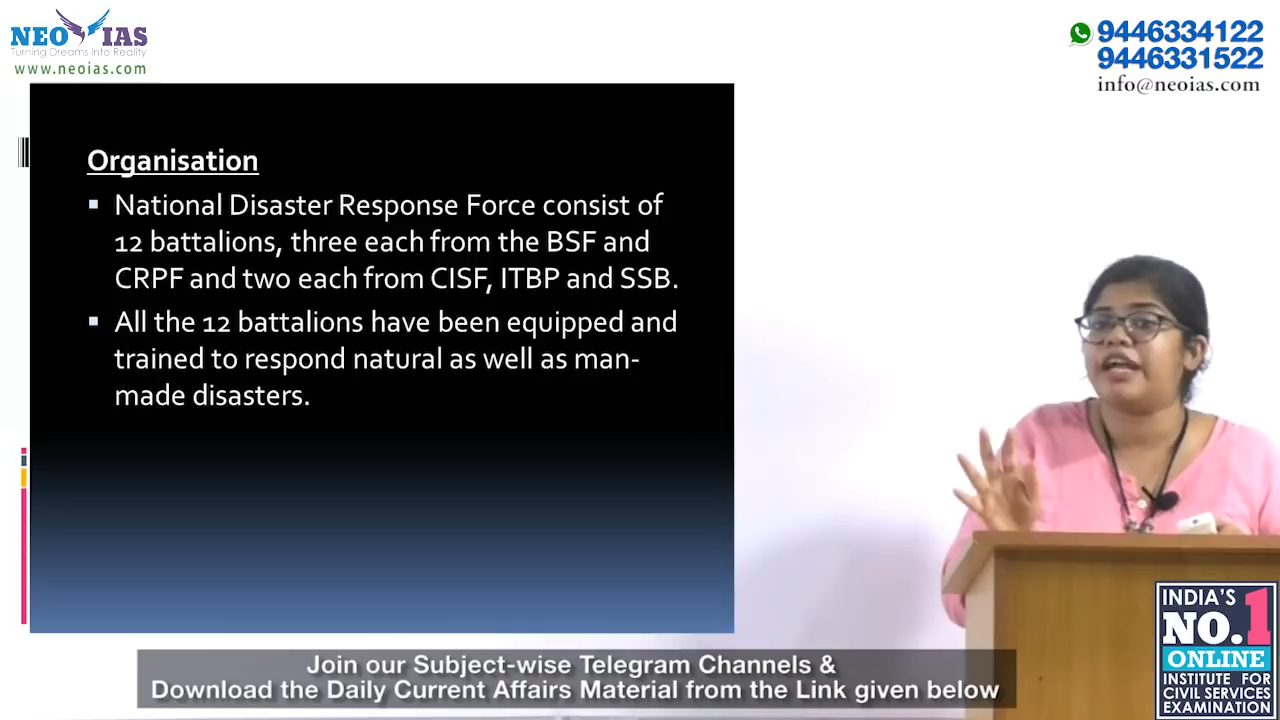 NEO IAS
Turning Dreams into Reality
www.neoias.com
9446334122
9446331522
info@neoias.com
Organisation
▪ National Disaster Response Force consist of
12 battalions, three each from the BSF and
CRPF and two each from CISF, ITBP and SSB.
▪ All the 12 battalions have been equipped and
trained to respond natural as well as man-
made disasters.
INDIA'S
NO.1
ONLINE
INSTITUTE FOR
CIVIL SERVICES
EXAMINATION
Join our Subject-wise Telegram Channels &
Download the Daily Current Affairs Material from the Link given below